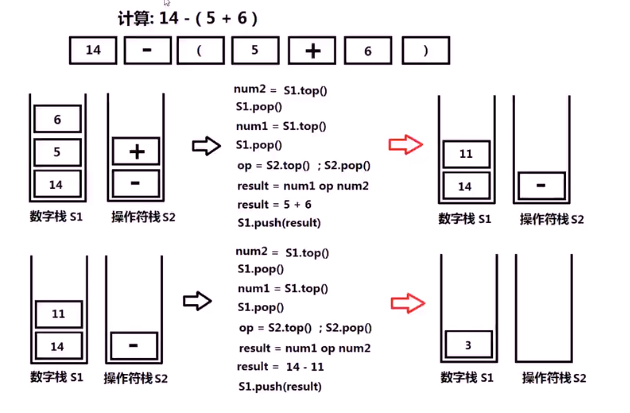 计算: 14 - ( 5 + 6 )
14 - ( 5 + 6 )
6
5
14
+
-
数字栈 S1
操作符栈 S2
num2 = S1.top()
S1.pop()
num1 = S1.top()
S1.pop()
op = S2.top() ; S2.pop()
result = num1 op num2
result = 5 + 6
S1.push(result)
11
14
-
数字栈 S1
操作符栈S2
11
14
-
数字栈 S1
操作符栈 S2
num2 = S1.top()
S1.pop()
num1 = S1.top()
S1.pop()
op = S2.top() ; S2.pop()
result = num1 op num2
result = 14 - 11
S1.push(result)
3
数字栈 S1
操作符栈 S2